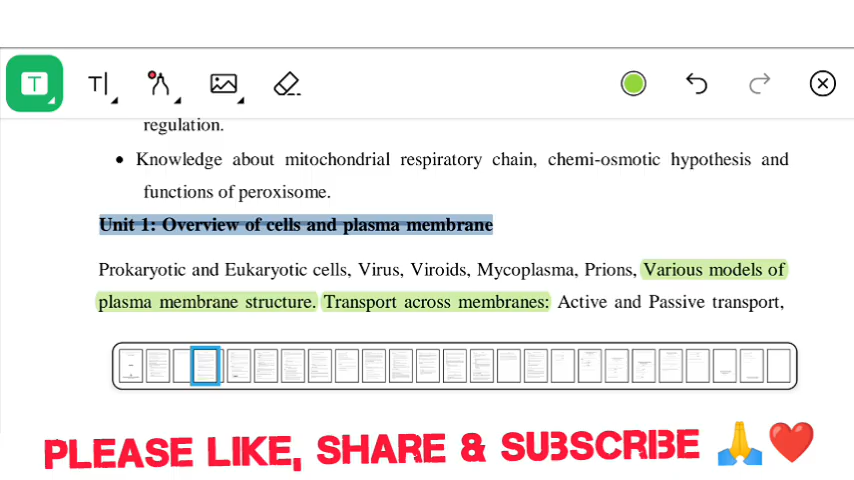 T
T
regulation.
• Knowledge about mitochondrial respiratory chain, chemi-osmotic hypothesis and
functions of peroxisome.
Unit 1: Overview of cells and plasma membrane
Prokaryotic and Eukaryotic cells, Virus, Viroids, Mycoplasma, Prions, Various models of
plasma membrane structure. Transport across membranes: Active and Passive transport,
PLEASE LIKE, SHARE & SUBSCRIBE 🙏❤️